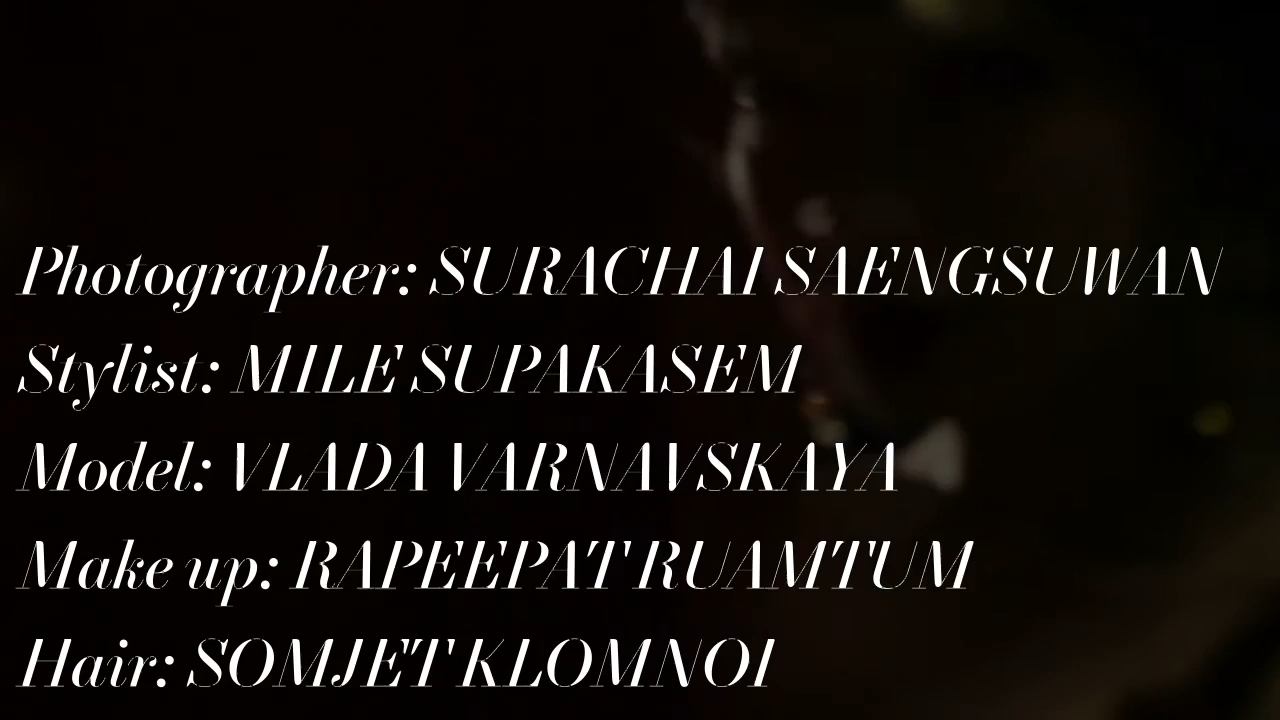 Photographer: SURACHAI SAENGSUWAN
Stylist: MILE SUPAKASEM
Model: VLADA VARNAVSKAYA
Make up: RAPEEPAT RUAMTUM
Hair: SOMJET KLOMNOI